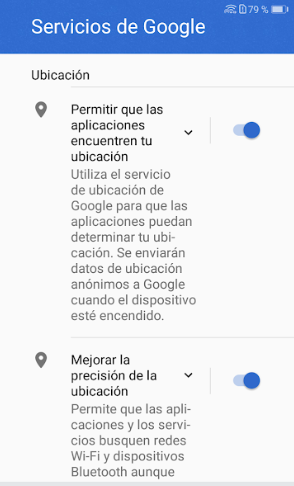 79 %
Servicios de Google
Ubicación
Permitir que las
aplicaciones
encuentren tu
ubicación
Utiliza el servicio
de ubicación de
Google para que las
aplicaciones puedan
determinar tu ubi-
cación. Se enviarán
datos de ubicación
anónimos a Google
cuando el dispositivo
esté encendido.
Mejorar la
precisión de la
ubicación
Permite que las apli-
caciones y los servi-
cios busquen redes
Wi-Fi y dispositivos
Bluetooth aunque